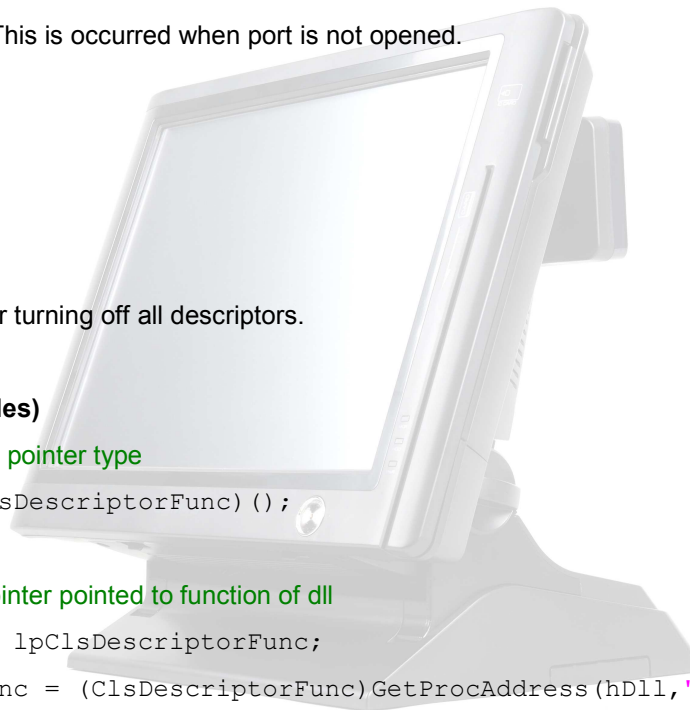 This is occurred when port is not opened.
r turning off all descriptors.
les)
pointer type
sDescriptorFunc)();
inter pointed to function of dll
lpClsDescriptorFunc;
nc = (ClsDescriptorFunc)GetProcAddress(hDll,"